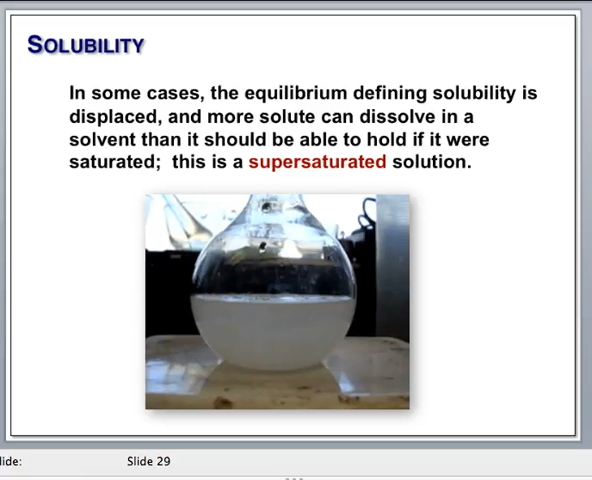 SOLUBILITY
In some cases, the equilibrium defining solubility is
displaced, and more solute can dissolve in a
solvent than it should be able to hold if it were
saturated;  this is a supersaturated solution.
lide:
Slide 29